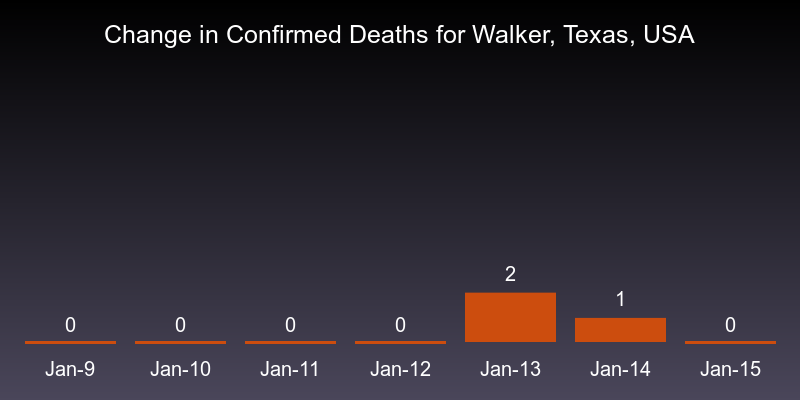 Change in Confirmed Deaths for Walker, Texas, USA
2
1
0 0 0 0 0
Jan-9 Jan-10 Jan-11 Jan-12 Jan-13 Jan-14 Jan-15